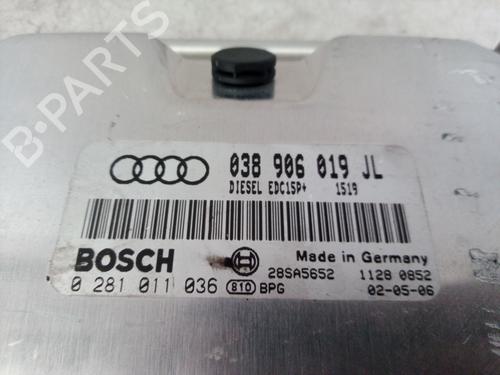 B-PARTS
038 906 019 JL
DIESEL EDC15P+ 1519
BOSCH
Made in Germany
28SA5652 1128 0852
0 281 011 036 810 BPG 02-05-06